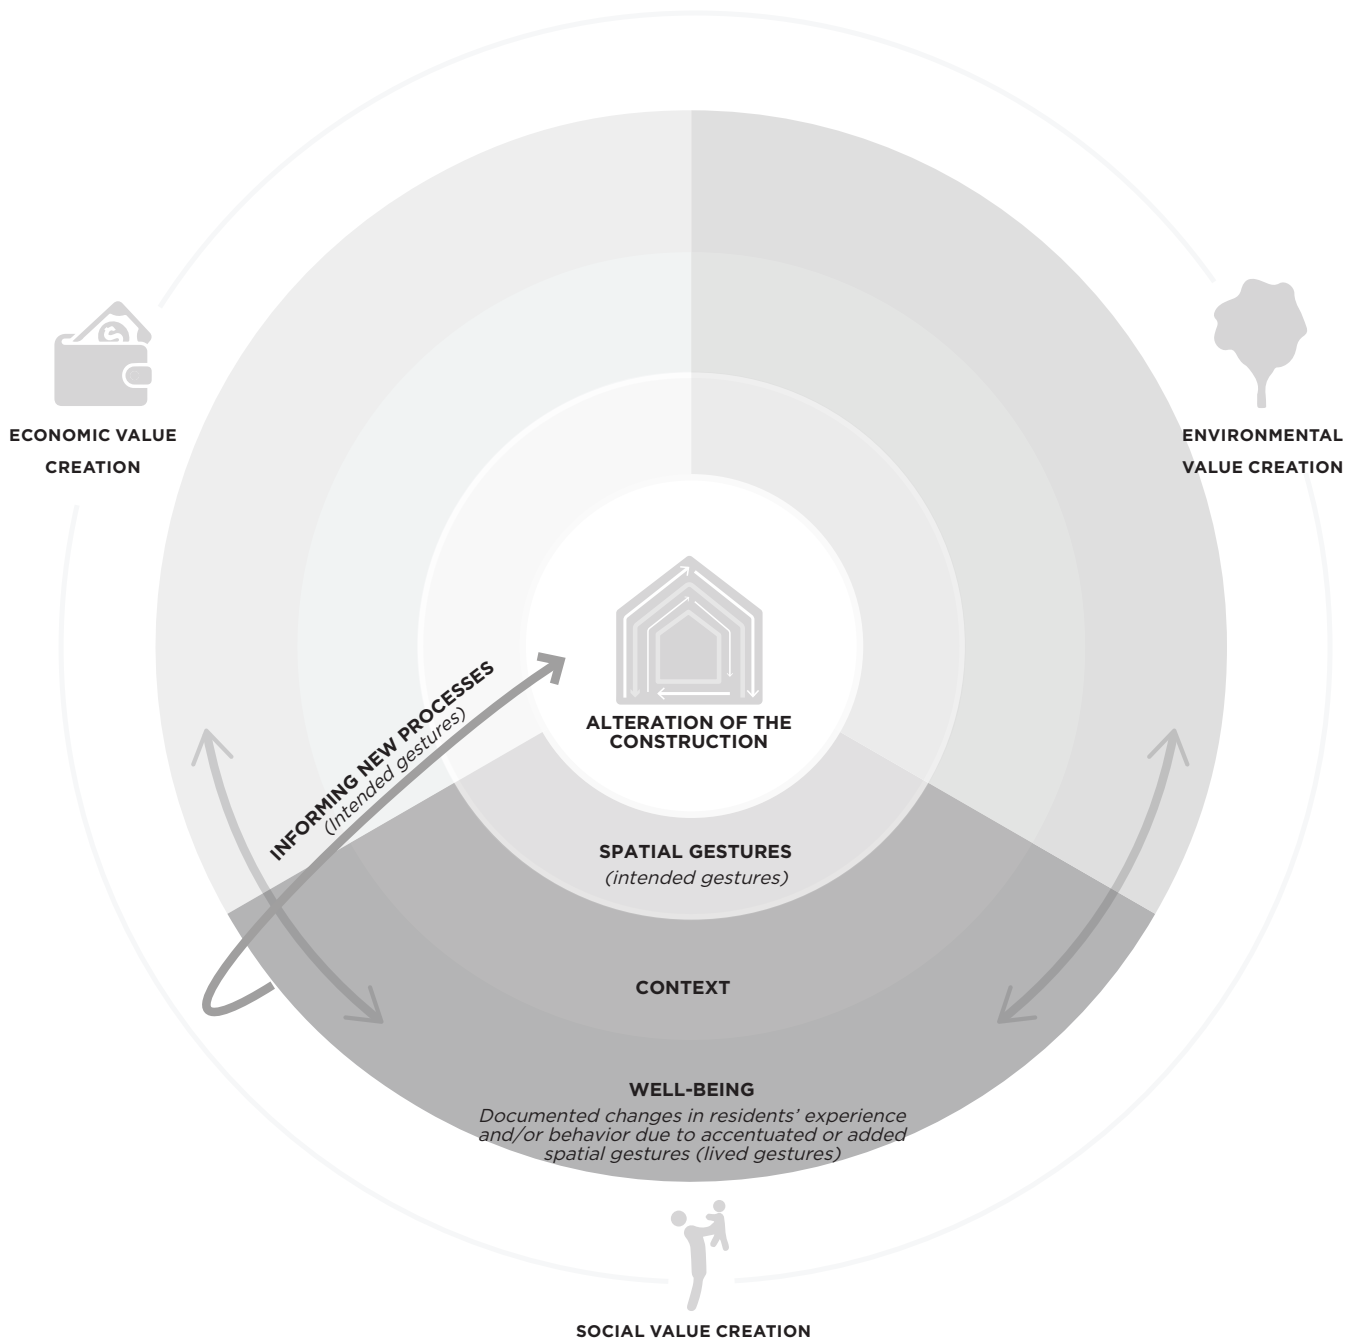 ECONOMIC VALUE
CREATION
ENVIRONMENTAL
VALUE CREATION
INFORMING NEW PROCESSES
(Intended gestures)
ALTERATION OF THE
CONSTRUCTION
SPATIAL GESTURES
(intended gestures)
CONTEXT
WELL-BEING
Documented changes in residents’ experience
and/or behavior due to accentuated or added
spatial gestures (lived gestures)
SOCIAL VALUE CREATION